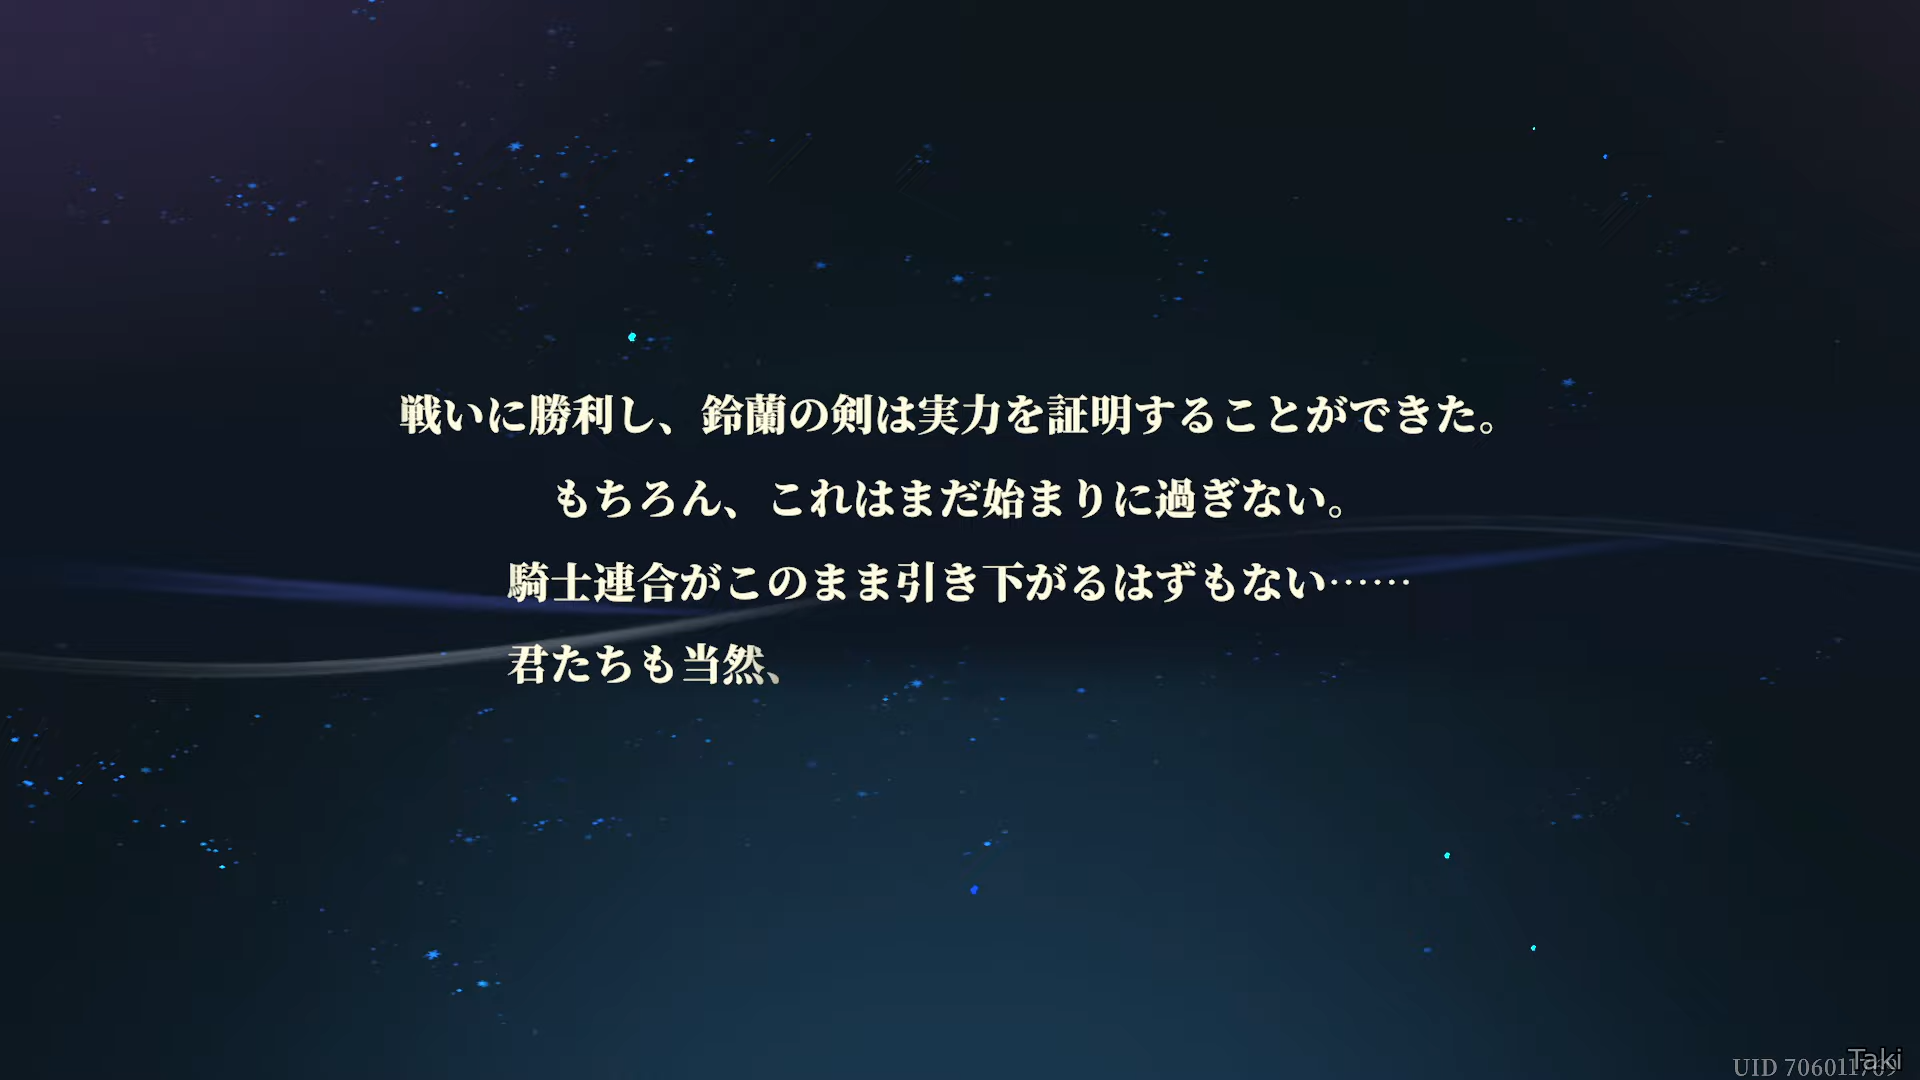 戦いに勝利し、鈴蘭の剣は実力を証明することができた。
もちろん、これはまだ始まりに過ぎない。
騎士連合がこのまま引き下がるはずもない……
君たちも当然、
Taki